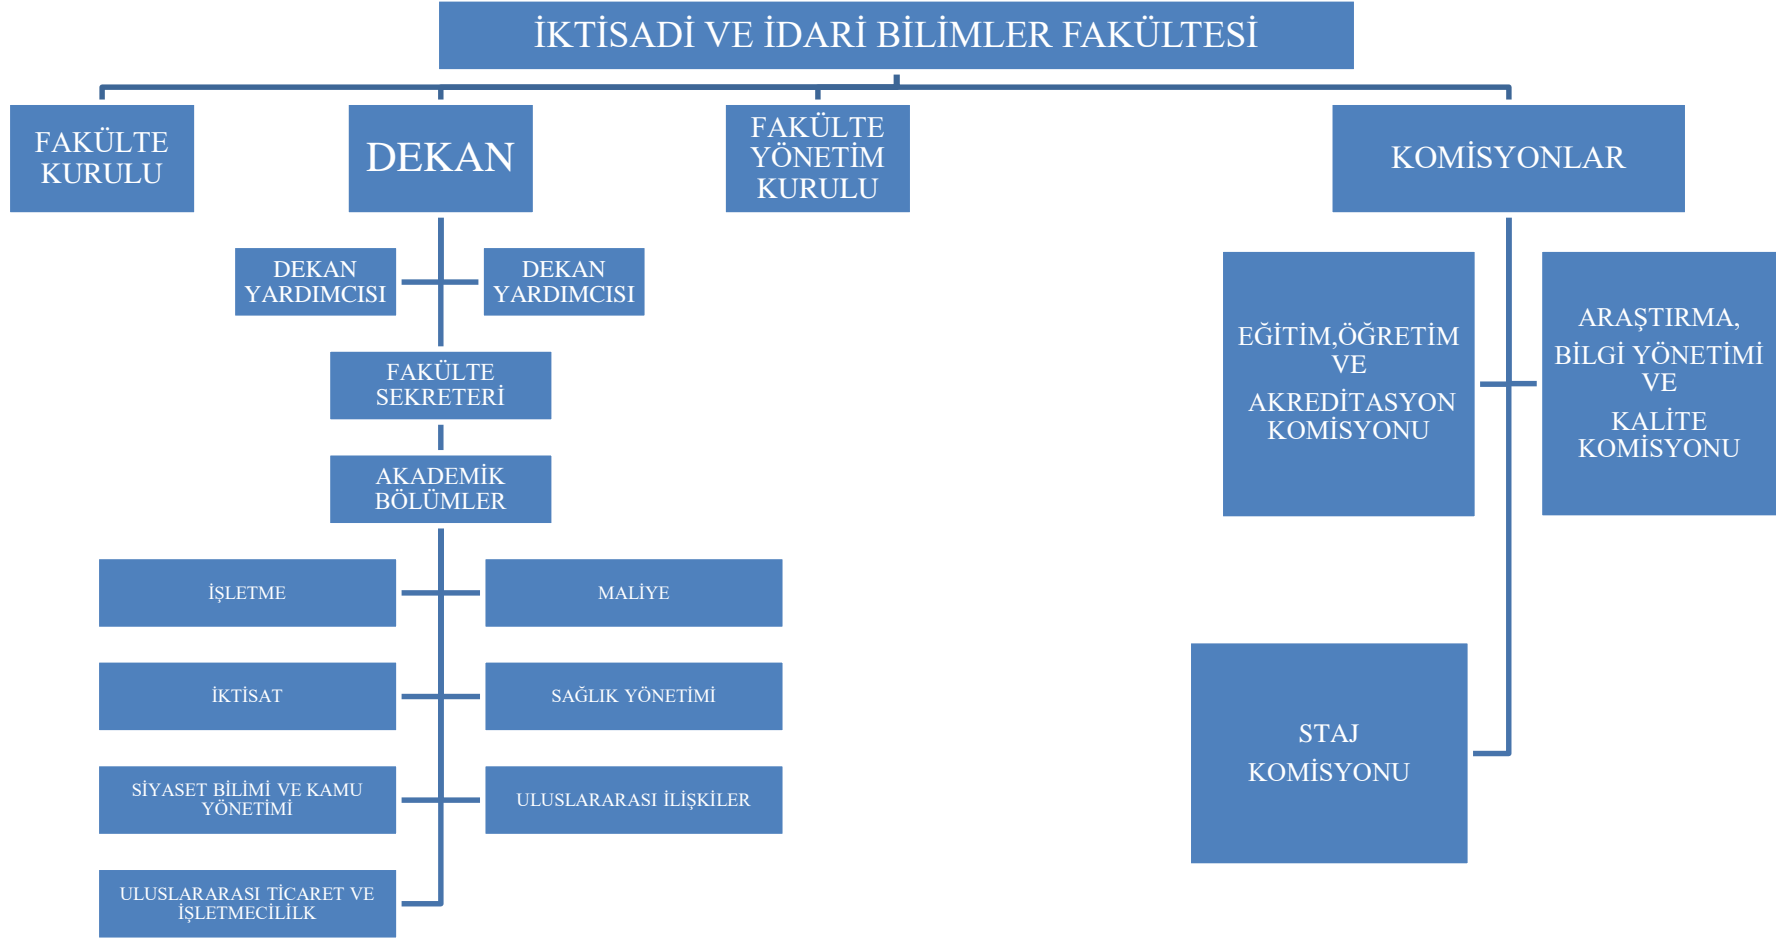 İKTİSADİ VE İDARİ BİLİMLER FAKÜLTESİ
FAKÜLTE
KURULU
DEKAN
FAKÜLTE
YÖNETİM
KURULU
KOMİSYONLAR
DEKAN
YARDIMCISI
DEKAN
YARDIMCISI
FAKÜLTE
SEKRETERİ
AKADEMİK
BÖLÜMLER
İŞLETME
MALİYE
İKTİSAT
SAĞLIK YÖNETİMİ
SİYASET BİLİMİ VE KAMU
YÖNETİMİ
ULUSLARARASI İLİŞKİLER
ULUSLARARASI TİCARET VE
İŞLETMECİLİLK
EĞİTİM,ÖĞRETİM
VE
AKREDİTASYON
KOMİSYONU
ARAŞTIRMA,
BİLGİ YÖNETİMİ
VE
KALİTE
KOMİSYONU
STAJ
KOMİSYONU